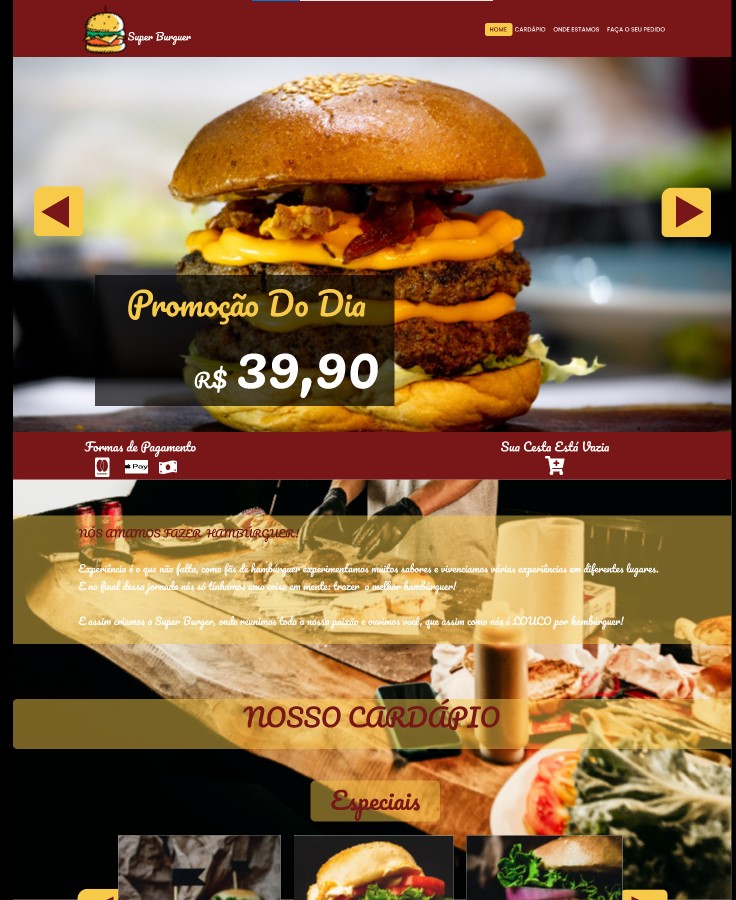 Super Burguer
HOME CARDÁPIO ONDE ESTAMOS FAÇA O SEU PEDIDO
Promoção Do Dia
R$ 39,90
Formas de Pagamento
Sua Cesta Está Vazia
Pay
NÓS AMAMOS FAZER HAMBÚRGUER!
Experiência é o que não falta, como fãs de hambúrguer experimentamos muitos sabores e vivenciamos várias experiências em diferentes lugares.
E no final dessa jornada nós só tínhamos uma coisa em mente: trazer o melhor hambúrguer!
E assim criamos a Super Burger, onde reunimos toda a nossa paixão e ouvimos você, que assim como nós é LOUCO por hambúrguer!
NOSSO CARDÁPIO
Especiais